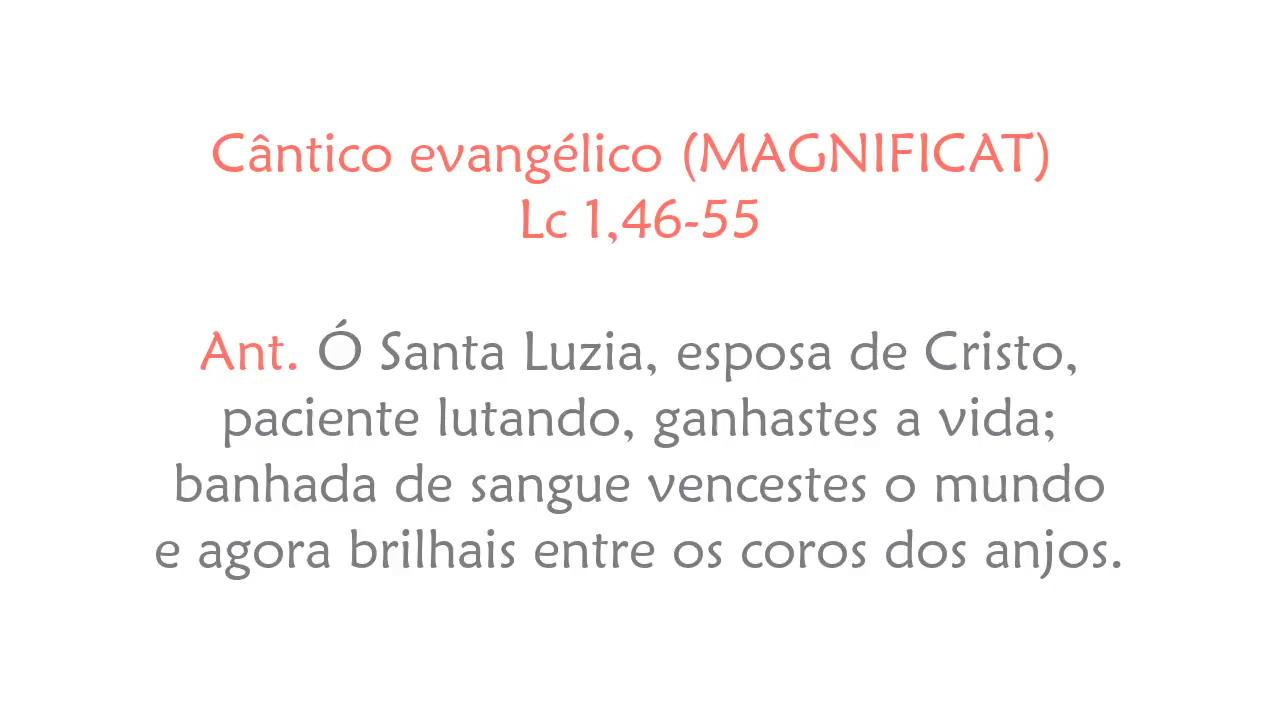 Cântico evangélico (MAGNIFICAT)
Lc 1,46-55
Ant. Ó Santa Luzia, esposa de Cristo,
paciente lutando, ganhastes a vida;
banhada de sangue vencestes o mundo
e agora brilhais entre os coros dos anjos.